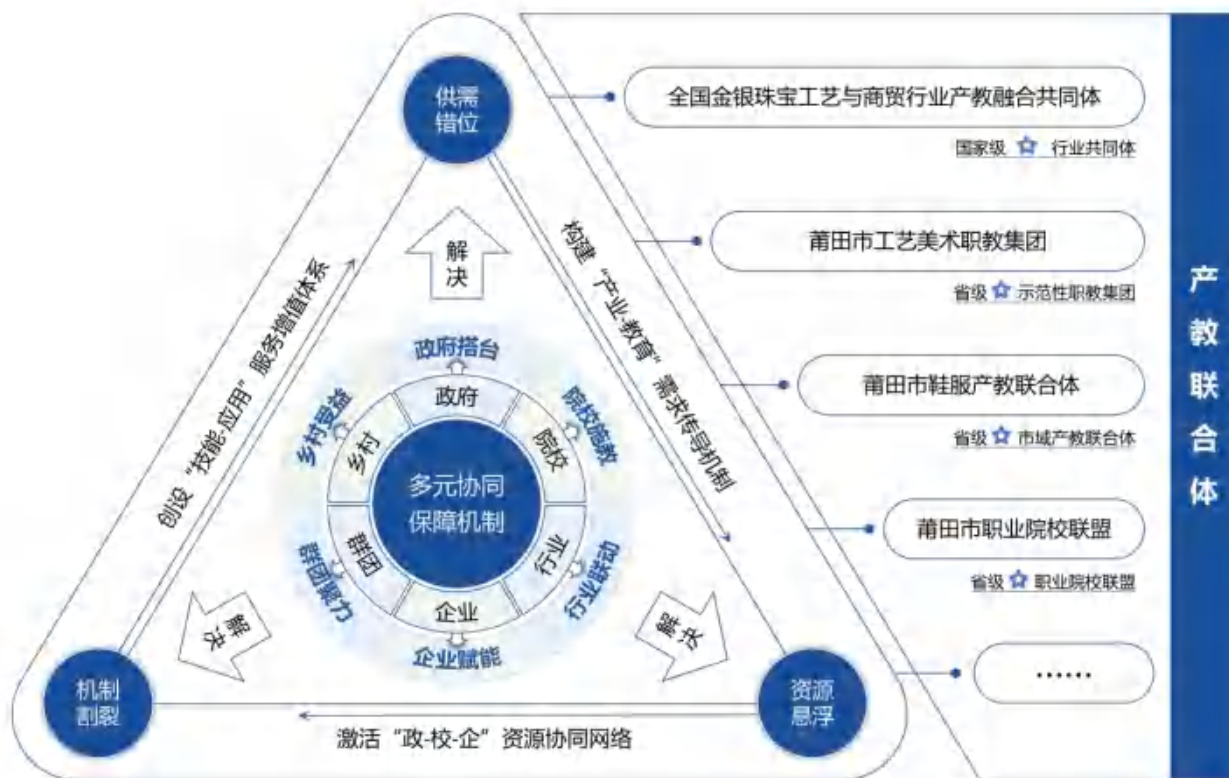 供需
错位
全国金银珠宝工艺与商贸行业产教融合共同体
国家级 行业共同体
莆田市工艺美术职教集团
省级 示范性职教集团
莆田市鞋服产教联合体
省级 市域产教联合体
莆田市职业院校联盟
省级 职业院校联盟
……
产教联合体
构建“产业-教育”需求传导机制
创设“技能-应用”服务增值体系
激活“政-校-企”资源协同网络
解决
解决
解决
政府搭台
院校施教
行业联动
企业赋能
群团聚力
乡村受益
政府
院校
行业
企业
群团
乡村
多元协同
保障机制
机制
割裂
资源
悬浮